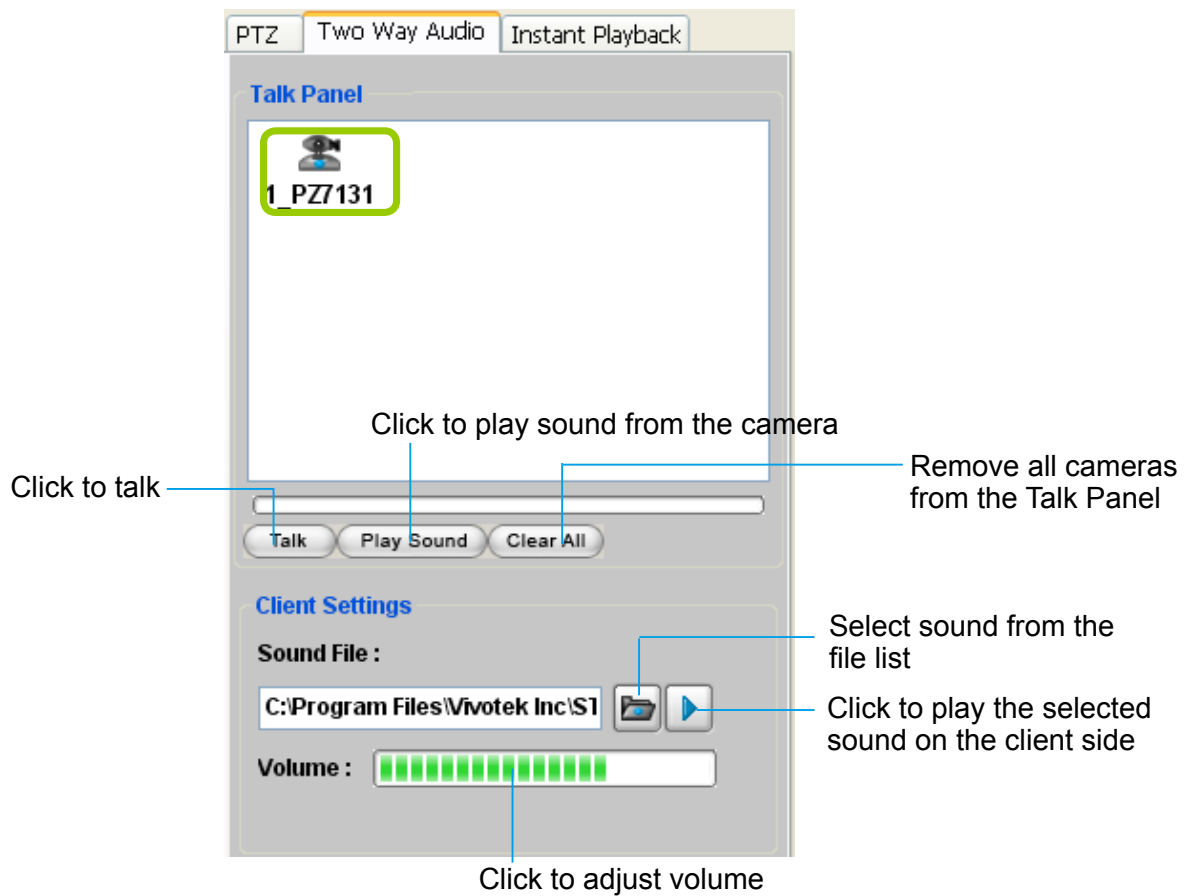 PTZ
Two Way Audio
Instant Playback
Talk Panel
1_PZ7131
Click to play sound from the camera
Click to talk
Remove all cameras
from the Talk Panel
Talk
Play Sound
Clear All
Client Settings
Sound File :
Select sound from the
file list
C:\Program Files\Vivotek Inc\ST
Click to play the selected
sound on the client side
Volume :
Click to adjust volume